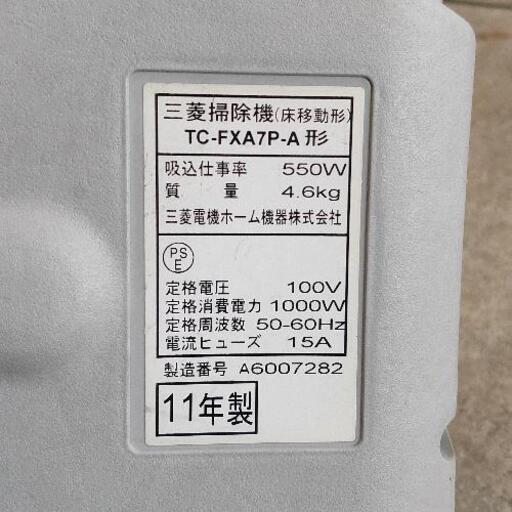 三菱掃除機(床移動形)
TC-FXA7P-A 形
吸込仕事率 550W
質量 4.6kg
三菱電機ホーム機器株式会社
PS
E
定格電圧 100V
定格消費電力 1000W
定格周波数 50-60Hz
電流ヒューズ 15A
製造番号 A6007282
11年製